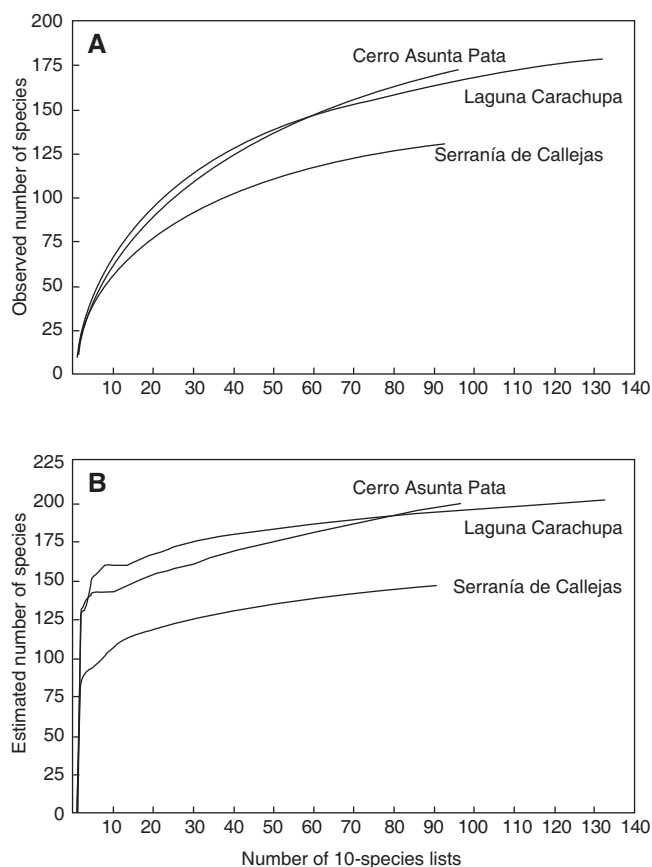 A
Observed number of species
200
175
150
125
100
75
50
25
0
Cerro Asunta Pata
Laguna Carachupa
Serranía de Callejas
10 20 30 40 50 60 70 80 90 100 110 120 130 140
B
Estimated number of species
225
200
175
150
125
100
75
50
25
0
Cerro Asunta Pata
Laguna Carachupa
Serranía de Callejas
10 20 30 40 50 60 70 80 90 100 110 120 130 140
Number of 10-species lists